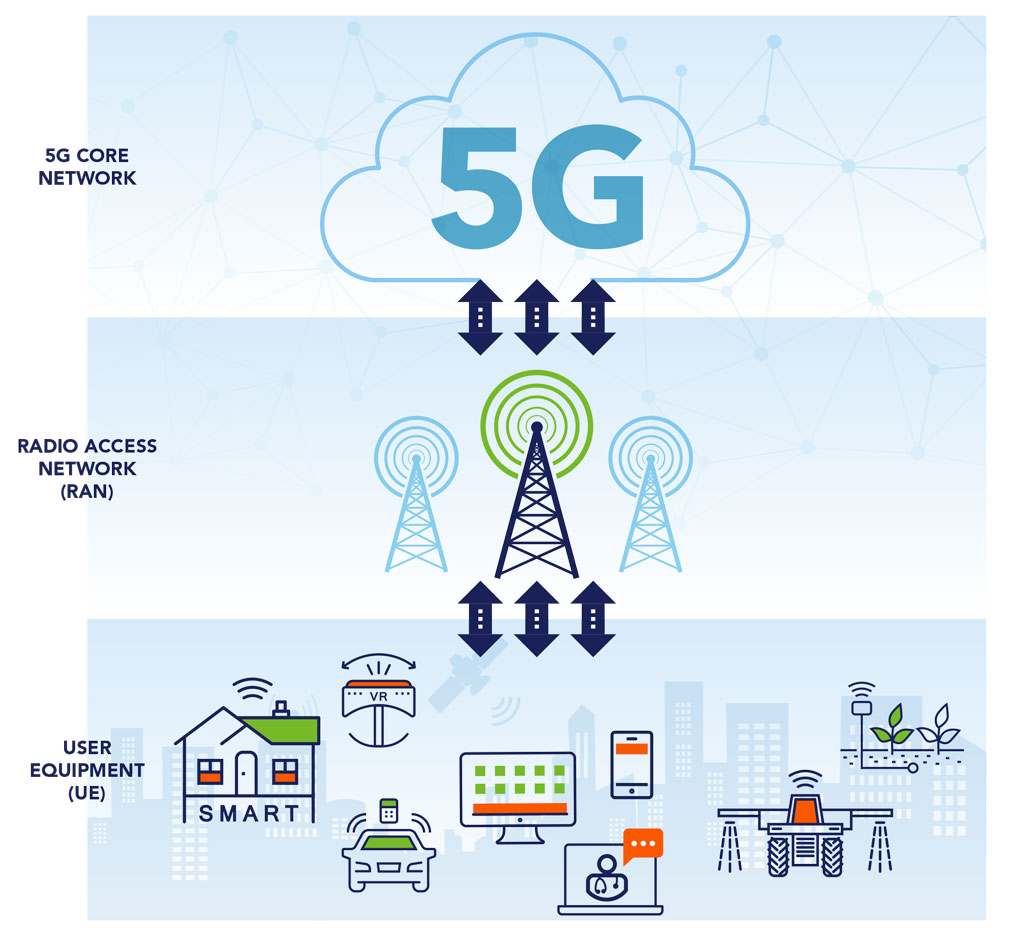 5G CORE
NETWORK
5G
RADIO ACCESS
NETWORK
(RAN)
USER
EQUIPMENT
(UE)
VR
SMART